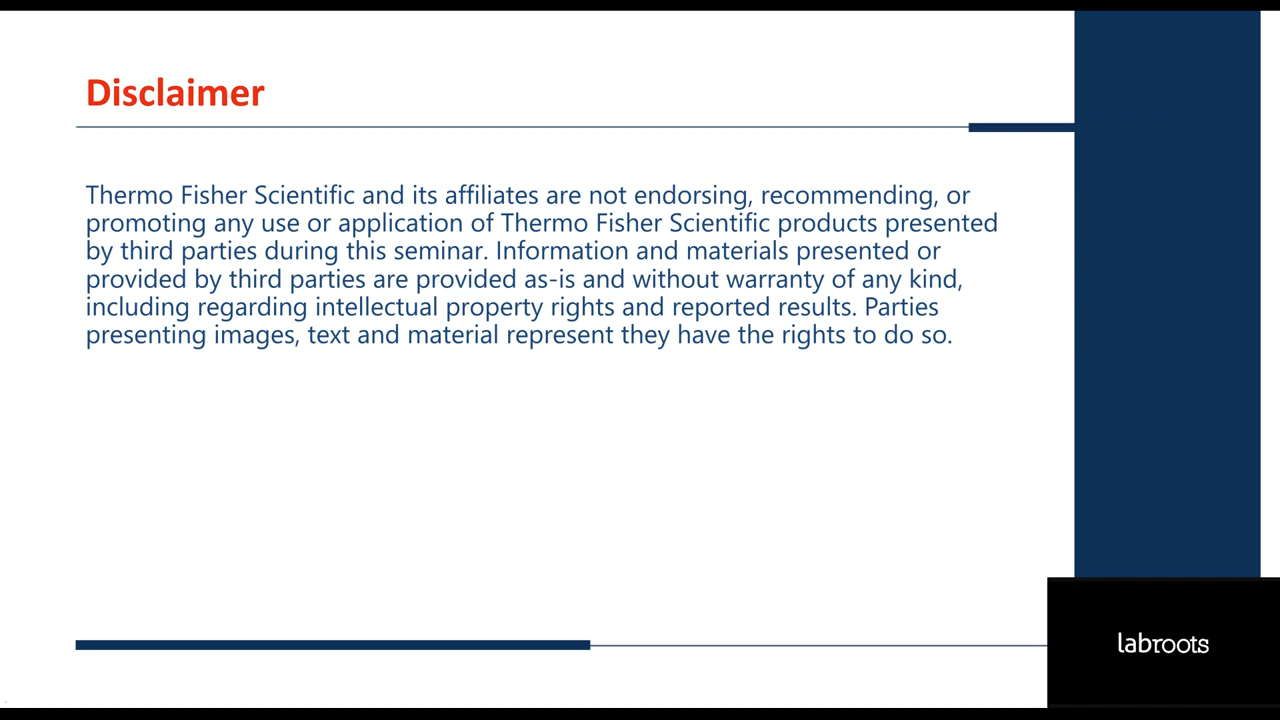 Disclaimer
Thermo Fisher Scientific and its affiliates are not endorsing, recommending, or
promoting any use or application of Thermo Fisher Scientific products presented
by third parties during this seminar. Information and materials presented or
provided by third parties are provided as-is and without warranty of any kind,
including regarding intellectual property rights and reported results. Parties
presenting images, text and material represent they have the rights to do so.
labroots